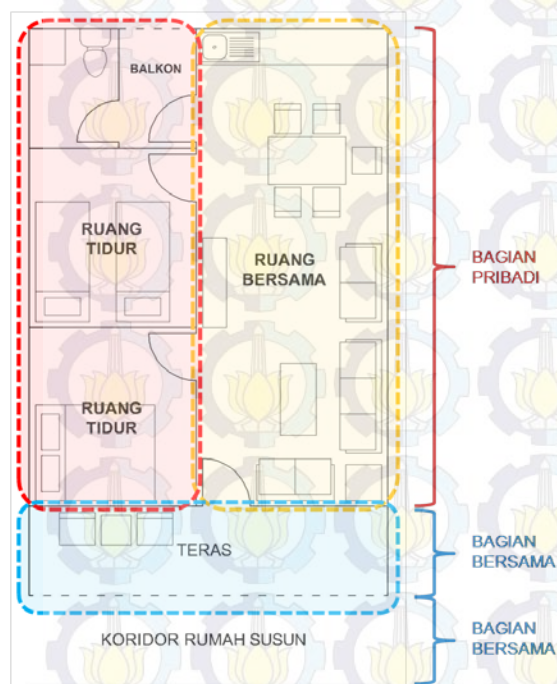 BALKON
RUANG
TIDUR
RUANG
BERSAMA
BAGIAN
PRIBADI
RUANG
TIDUR
TERAS
BAGIAN
BERSAMA
KORIDOR RUMAH SUSUN
BAGIAN
BERSAMA